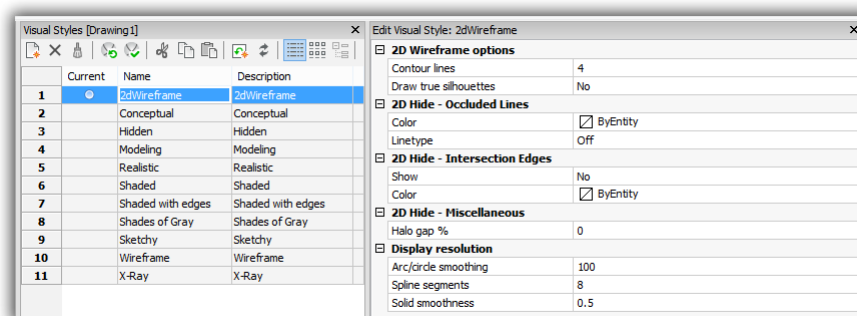 Visual Styles [Drawing1]
Current Name Description
1 2dWireframe 2dWireframe
2 Conceptual Conceptual
3 Hidden Hidden
4 Modeling Modeling
5 Realistic Realistic
6 Shaded Shaded
7 Shaded with edges Shaded with edges
8 Shades of Gray Shades of Gray
9 Sketchy Sketchy
10 Wireframe Wireframe
11 X-Ray X-Ray
Edit Visual Style: 2dWireframe
2D Wireframe options
Contour lines 4
Draw true silhouettes No
2D Hide - Occluded Lines
Color ByEntity
Linetype Off
2D Hide - Intersection Edges
Show No
Color ByEntity
2D Hide - Miscellaneous
Halo gap % 0
Display resolution
Arc/circle smoothing 100
Spline segments 8
Solid smoothness 0.5